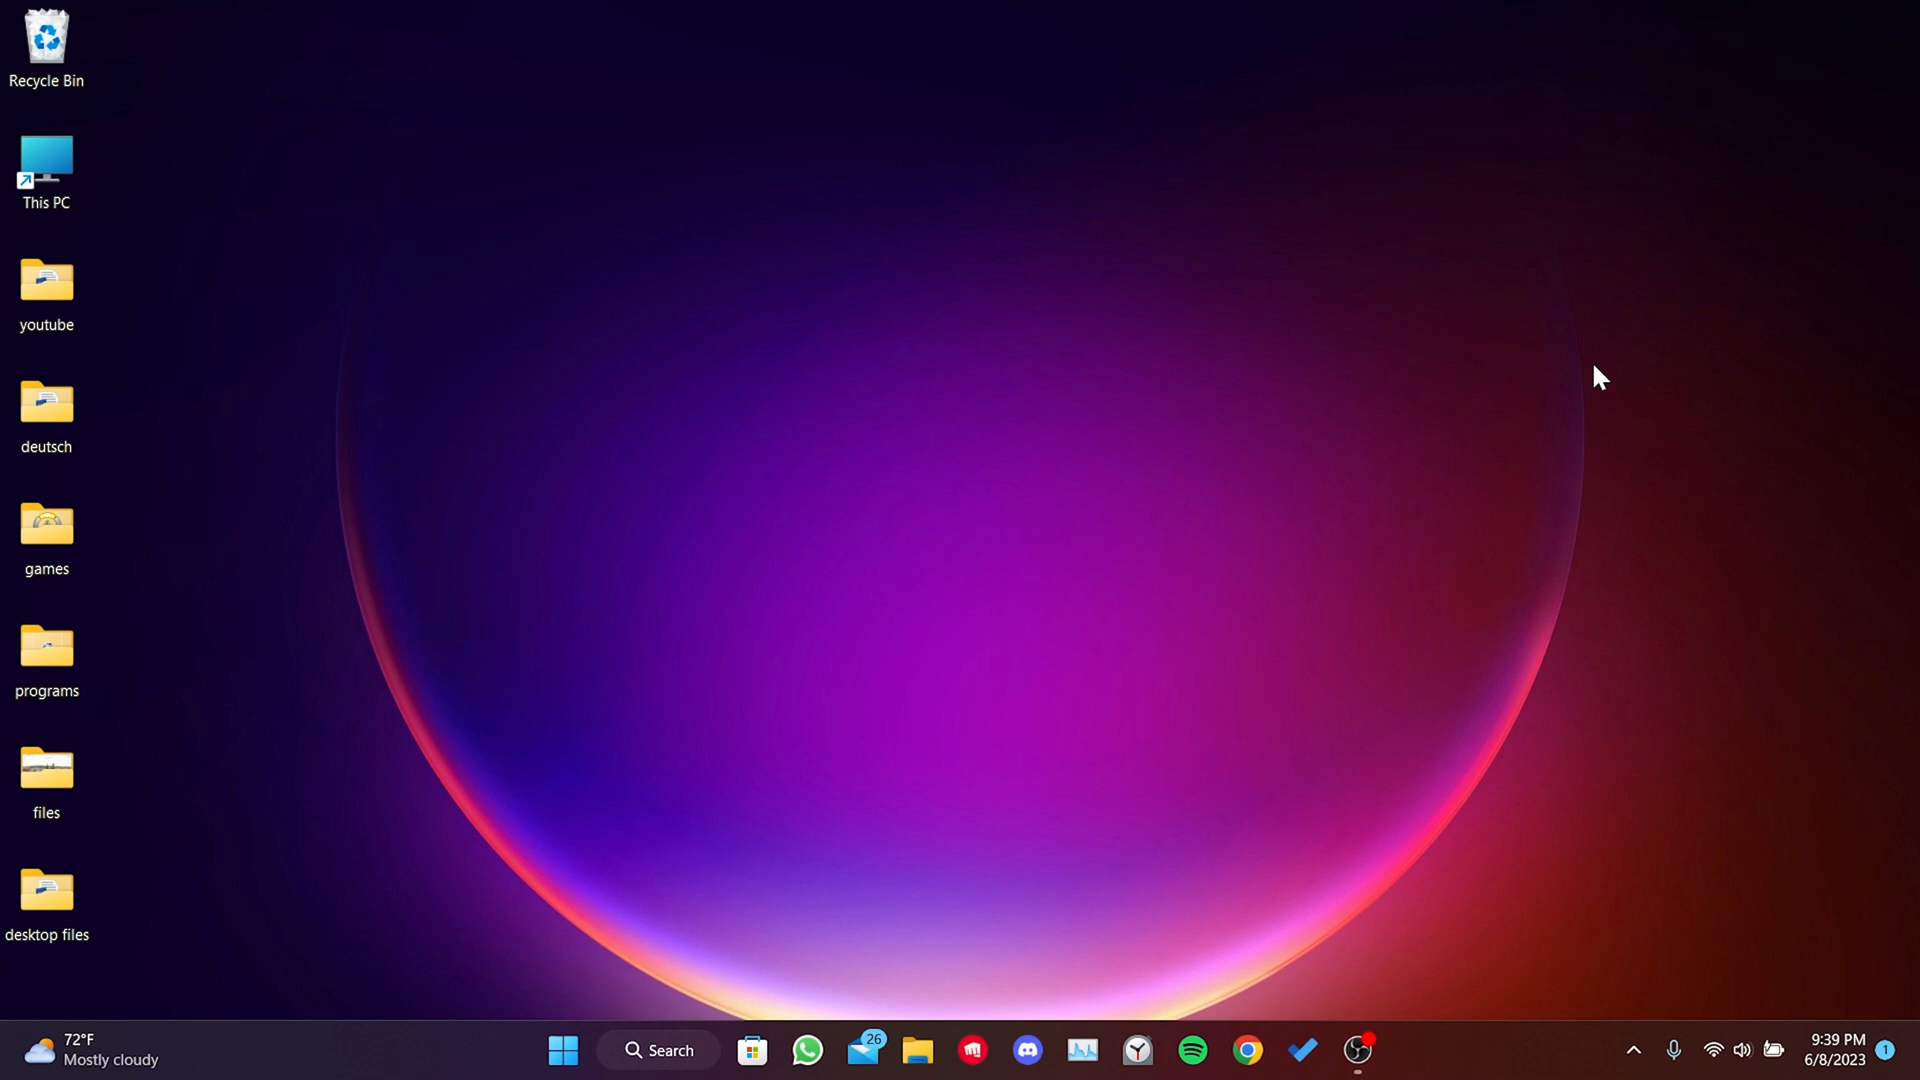 Recycle Bin
This PC
youtube
deutsch
games
programs
files
desktop files
72°F
Mostly cloudy
Search
26
9:39 PM
6/8/2023
1